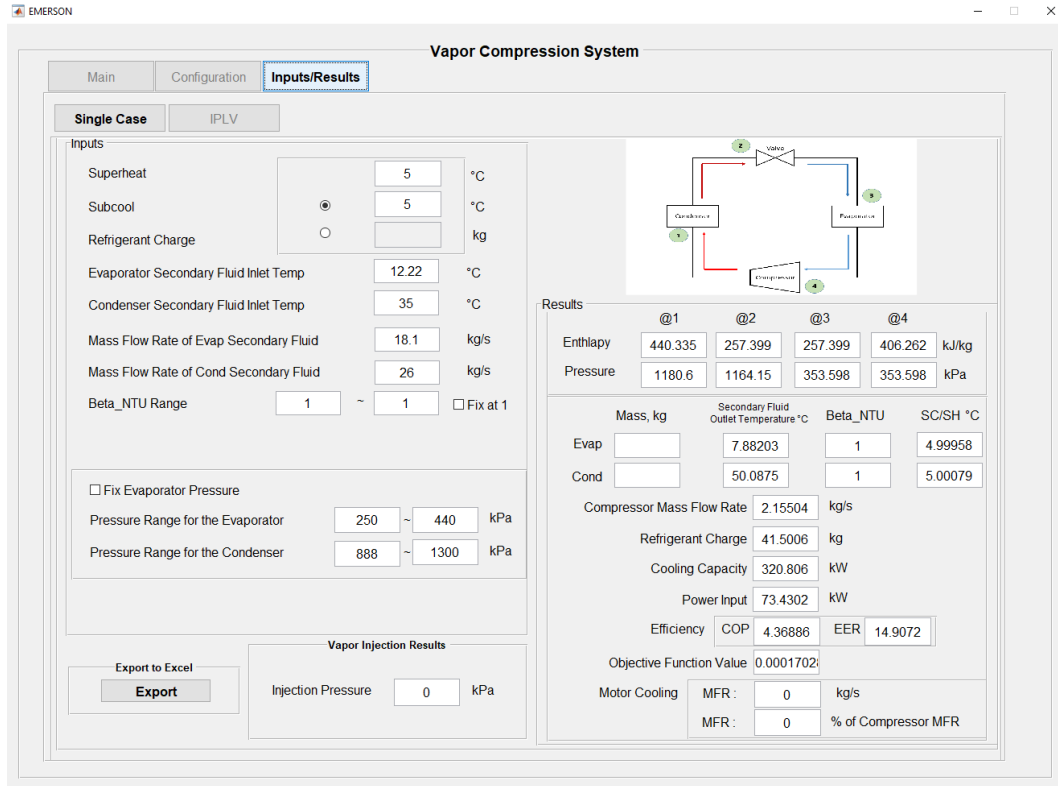 EMERSON
Vapor Compression System
Main Configuration Inputs/Results
Single Case IPLV
Inputs
Superheat 5 °C
Subcool 5 °C
Refrigerant Charge kg
Evaporator Secondary Fluid Inlet Temp 12.22 °C
Condenser Secondary Fluid Inlet Temp 35 °C
Mass Flow Rate of Evap Secondary Fluid 18.1 kg/s
Mass Flow Rate of Cond Secondary Fluid 26 kg/s
Beta_NTU Range 1 ~ 1 Fix at 1
Fix Evaporator Pressure
Pressure Range for the Evaporator 250 ~ 440 kPa
Pressure Range for the Condenser 888 ~ 1300 kPa
Export to Excel
Export
Vapor Injection Results
Injection Pressure 0 kPa
2 Valve
3
Condenser Evaporator
1
Compressor
4
Results
@1 @2 @3 @4
Enthlapy 440.335 257.399 257.399 406.262 kJ/kg
Pressure 1180.6 1164.15 353.598 353.598 kPa
Mass, kg Secondary Fluid Outlet Temperature °C Beta_NTU SC/SH °C
Evap 7.88203 1 4.99958
Cond 50.0875 1 5.00079
Compressor Mass Flow Rate 2.15504 kg/s
Refrigerant Charge 41.5006 kg
Cooling Capacity 320.806 kW
Power Input 73.4302 kW
Efficiency COP 4.36886 EER 14.9072
Objective Function Value 0.0001702
Motor Cooling MFR : 0 kg/s
MFR : 0 % of Compressor MFR